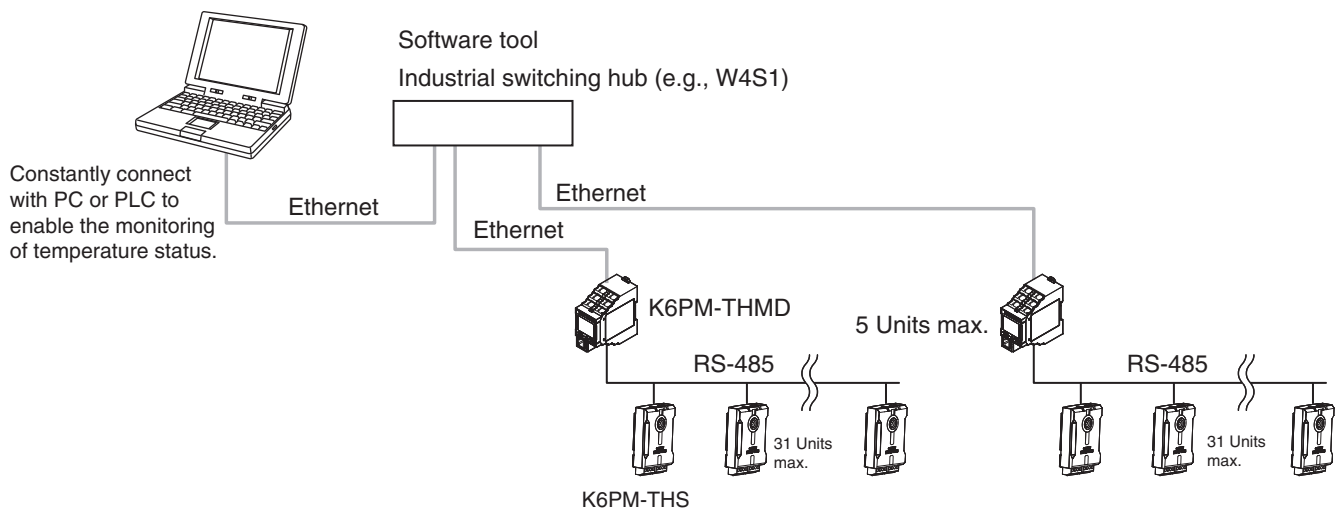 Software tool
Industrial switching hub (e.g., W4S1)
Constantly connect
with PC or PLC to
enable the monitoring
of temperature status.
Ethernet
Ethernet
Ethernet
K6PM-THMD
5 Units max.
RS-485
RS-485
31 Units
max.
31 Units
max.
K6PM-THS